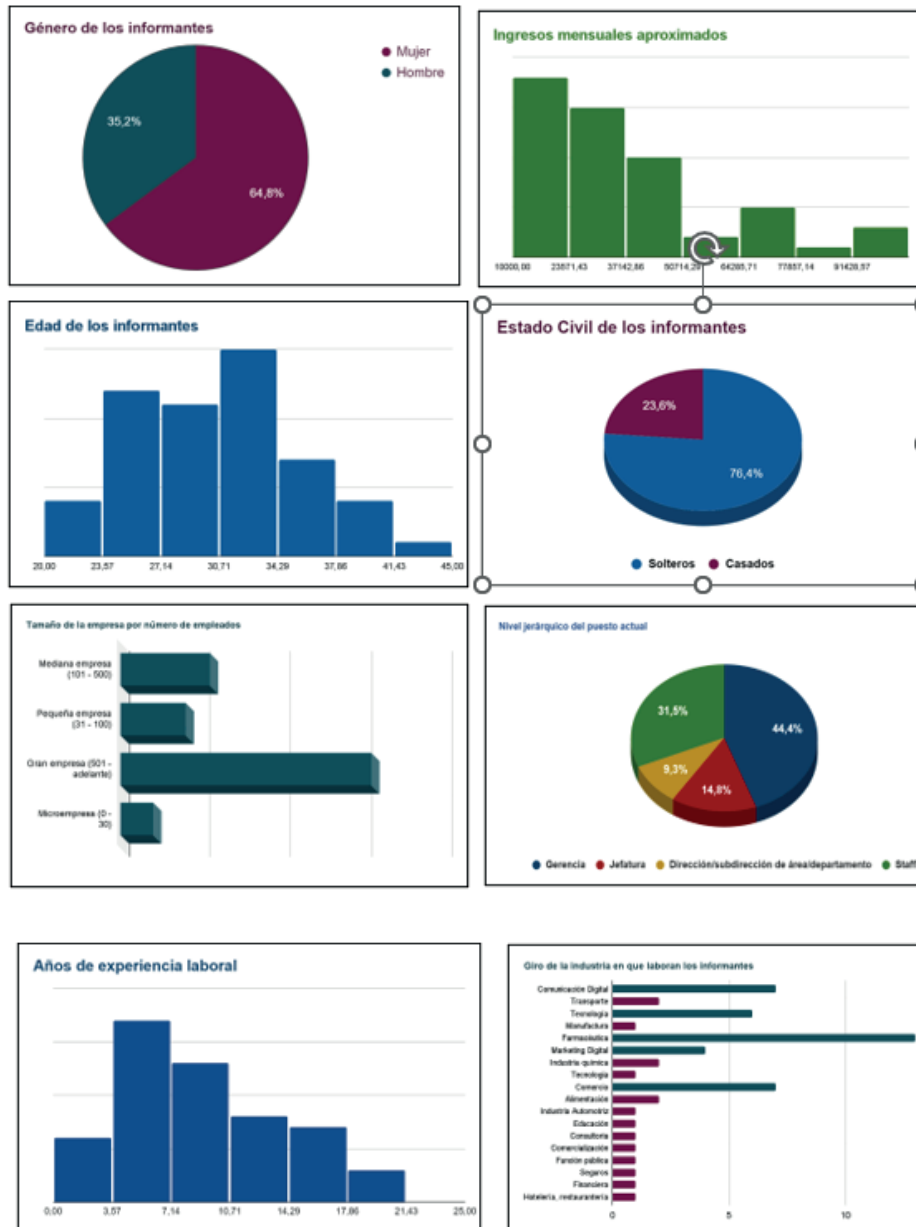 Género de los informantes
Mujer
Hombre
35,2%
64,8%
Ingresos mensuales aproximados
10000,00 23571,43 37142,86 50714,29 64285,71 77857,14 91428,57
Edad de los informantes
20,00 23,57 27,14 30,71 34,29 37,86 41,43 45,00
Estado Civil de los informantes
23,6%
76,4%
Solteros Casados
Tamaño de la empresa por número de empleados
Mediana empresa
(101 - 500)
Pequeña empresa
(31 - 100)
Gran empresa (501 -
adelante)
Microempresa (0 -
30)
Nivel jerárquico del puesto actual
31,5%
44,4%
9,3%
14,8%
Gerencia Jefatura Dirección/subdirección de área/departamento Staff
Años de experiencia laboral
0,00 3,57 7,14 10,71 14,29 17,86 21,43 25,00
Giro de la industria en que laboran los informantes
Comunicación Digital
Transporte
Tecnología
Manufactura
Farmacéutica
Marketing Digital
Industria química
Tecnología
Comercio
Alimentación
Industria Automotriz
Educación
Consultoría
Comercialización
Función pública
Seguros
Financiera
Hotelería, restaurantería
0 5 10